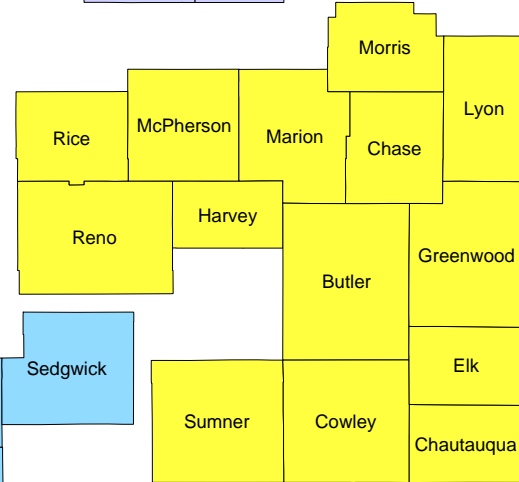 Morris
Lyon
McPherson
Rice
Marion
Chase
Harvey
Reno
Greenwood
Butler
Sedgwick
Elk
Sumner
Cowley
Chautauqua